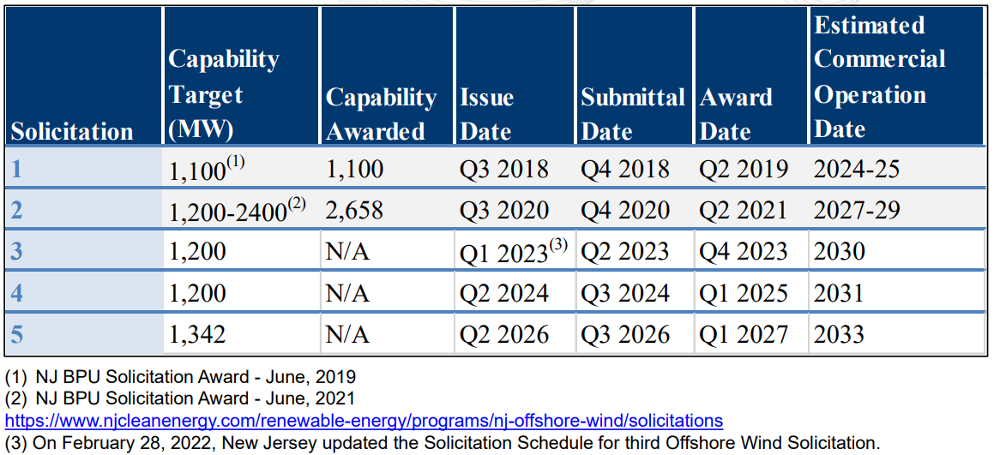 Solicitation Capability Target (MW) Capability Awarded Issue Date Submittal Date Award Date Estimated Commercial Operation Date
1 1,100(1) 1,100 Q3 2018 Q4 2018 Q2 2019 2024-25
2 1,200-2400(2) 2,658 Q3 2020 Q4 2020 Q2 2021 2027-29
3 1,200 N/A Q1 2023(3) Q2 2023 Q4 2023 2030
4 1,200 N/A Q2 2024 Q3 2024 Q1 2025 2031
5 1,342 N/A Q2 2026 Q3 2026 Q1 2027 2033
(1) NJ BPU Solicitation Award - June, 2019
(2) NJ BPU Solicitation Award - June, 2021
https://www.njcleanenergy.com/renewable-energy/programs/nj-offshore-wind/solicitations
(3) On February 28, 2022, New Jersey updated the Solicitation Schedule for third Offshore Wind Solicitation.